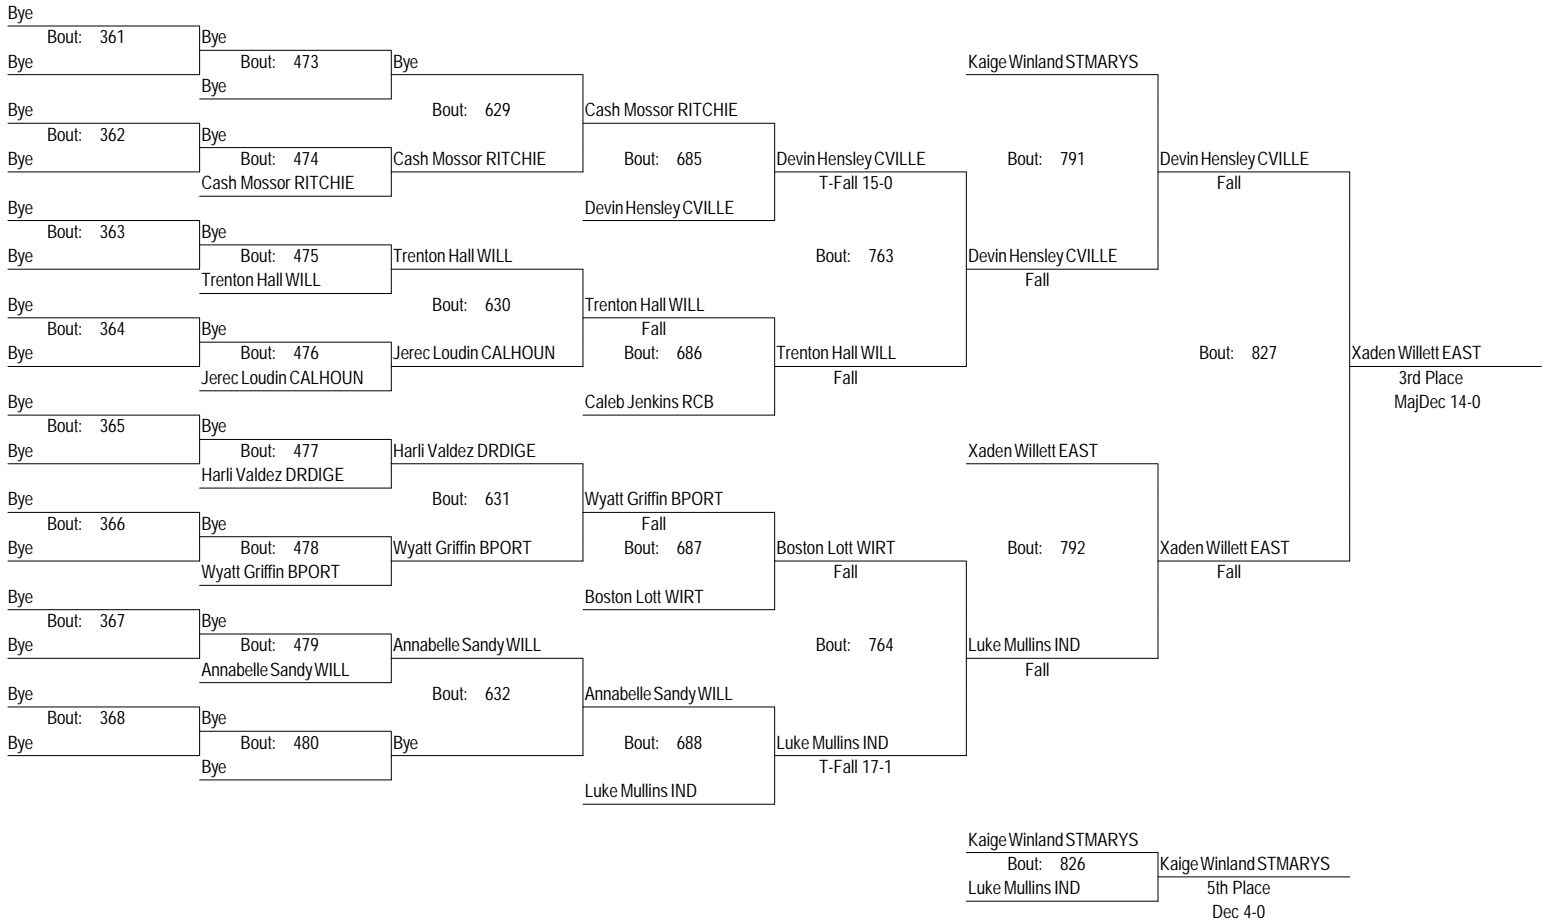 Bye
Bout: 361 Bye
Bye Bout: 473 Bye Kaige Winland STMARYS
Bye
Bye Bout: 629 Cash Mossor RITCHIE
Bout: 362 Bye
Bye Bout: 474 Cash Mossor RITCHIE Bout: 685 Devin Hensley CVILLE Bout: 791 Devin Hensley CVILLE
Cash Mossor RITCHIE T-Fall 15-0 Fall
Bye Devin Hensley CVILLE
Bout: 363 Bye
Bye Bout: 475 Trenton Hall WILL Bout: 763 Devin Hensley CVILLE
Trenton Hall WILL Fall
Bye Bout: 630 Trenton Hall WILL
Bout: 364 Bye Fall
Bye Bout: 476 Jerec Loudin CALHOUN Bout: 686 Trenton Hall WILL Bout: 827 Xaden Willett EAST
Jerec Loudin CALHOUN Fall 3rd Place
Bye Caleb Jenkins RCB MajDec 14-0
Bout: 365 Bye
Bye Bout: 477 Harli Valdez DRDIGE Xaden Willett EAST
Harli Valdez DRDIGE
Bye Bout: 631 Wyatt Griffin BPORT
Bout: 366 Bye Fall
Bye Bout: 478 Wyatt Griffin BPORT Bout: 687 Boston Lott WIRT Bout: 792 Xaden Willett EAST
Wyatt Griffin BPORT Fall Fall
Bye Boston Lott WIRT
Bout: 367 Bye
Bye Bout: 479 Annabelle Sandy WILL Bout: 764 Luke Mullins IND
Annabelle Sandy WILL Fall
Bye Bout: 632 Annabelle Sandy WILL
Bout: 368 Bye
Bye Bout: 480 Bye Bout: 688 Luke Mullins IND
Bye T-Fall 17-1
Luke Mullins IND
Kaige Winland STMARYS
Bout: 826 Kaige Winland STMARYS
Luke Mullins IND 5th Place
Dec 4-0